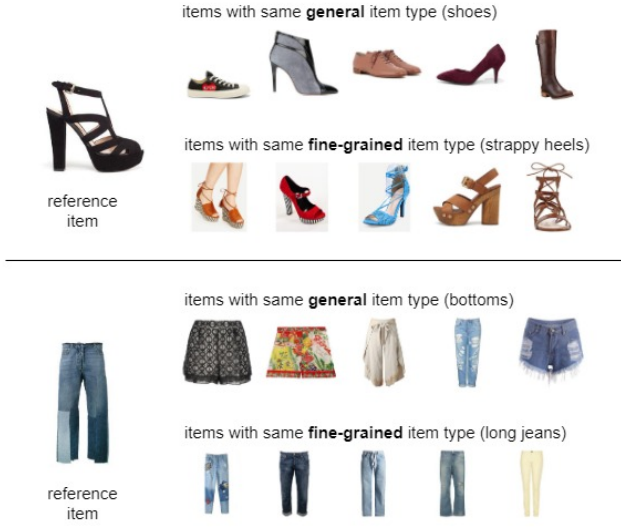 items with same general item type (shoes)
items with same fine-grained item type (strappy heels)
reference
item
items with same general item type (bottoms)
items with same fine-grained item type (long jeans)
reference
item